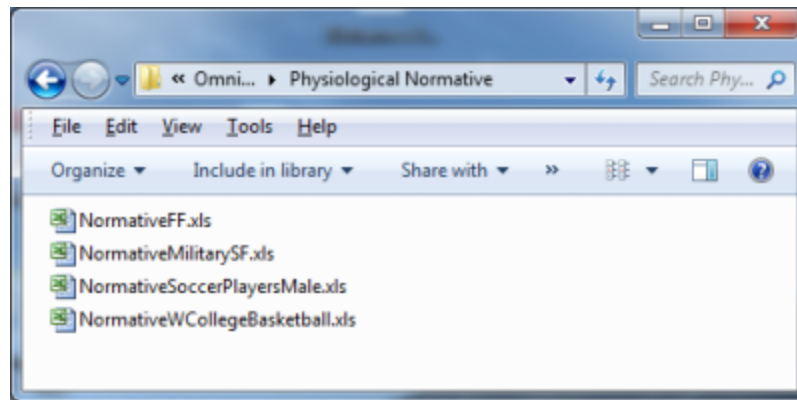 « Omni... ▸ Physiological Normative
Search Phy...
File Edit View Tools Help
Organize Include in library Share with »
NormativeFF.xls
NormativeMilitarySF.xls
NormativeSoccerPlayersMale.xls
NormativeWCollegeBasketball.xls